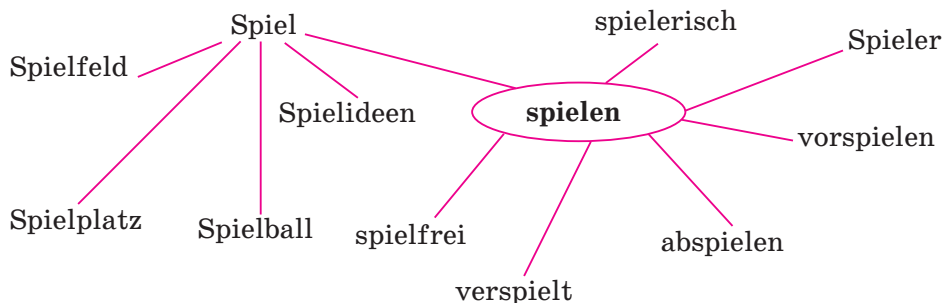 Spiel
spielerisch
Spieler
Spielfeld
Spielideen
spielen
vorspielen
Spielplatz
Spielball
spielfrei
abspielen
verspielt